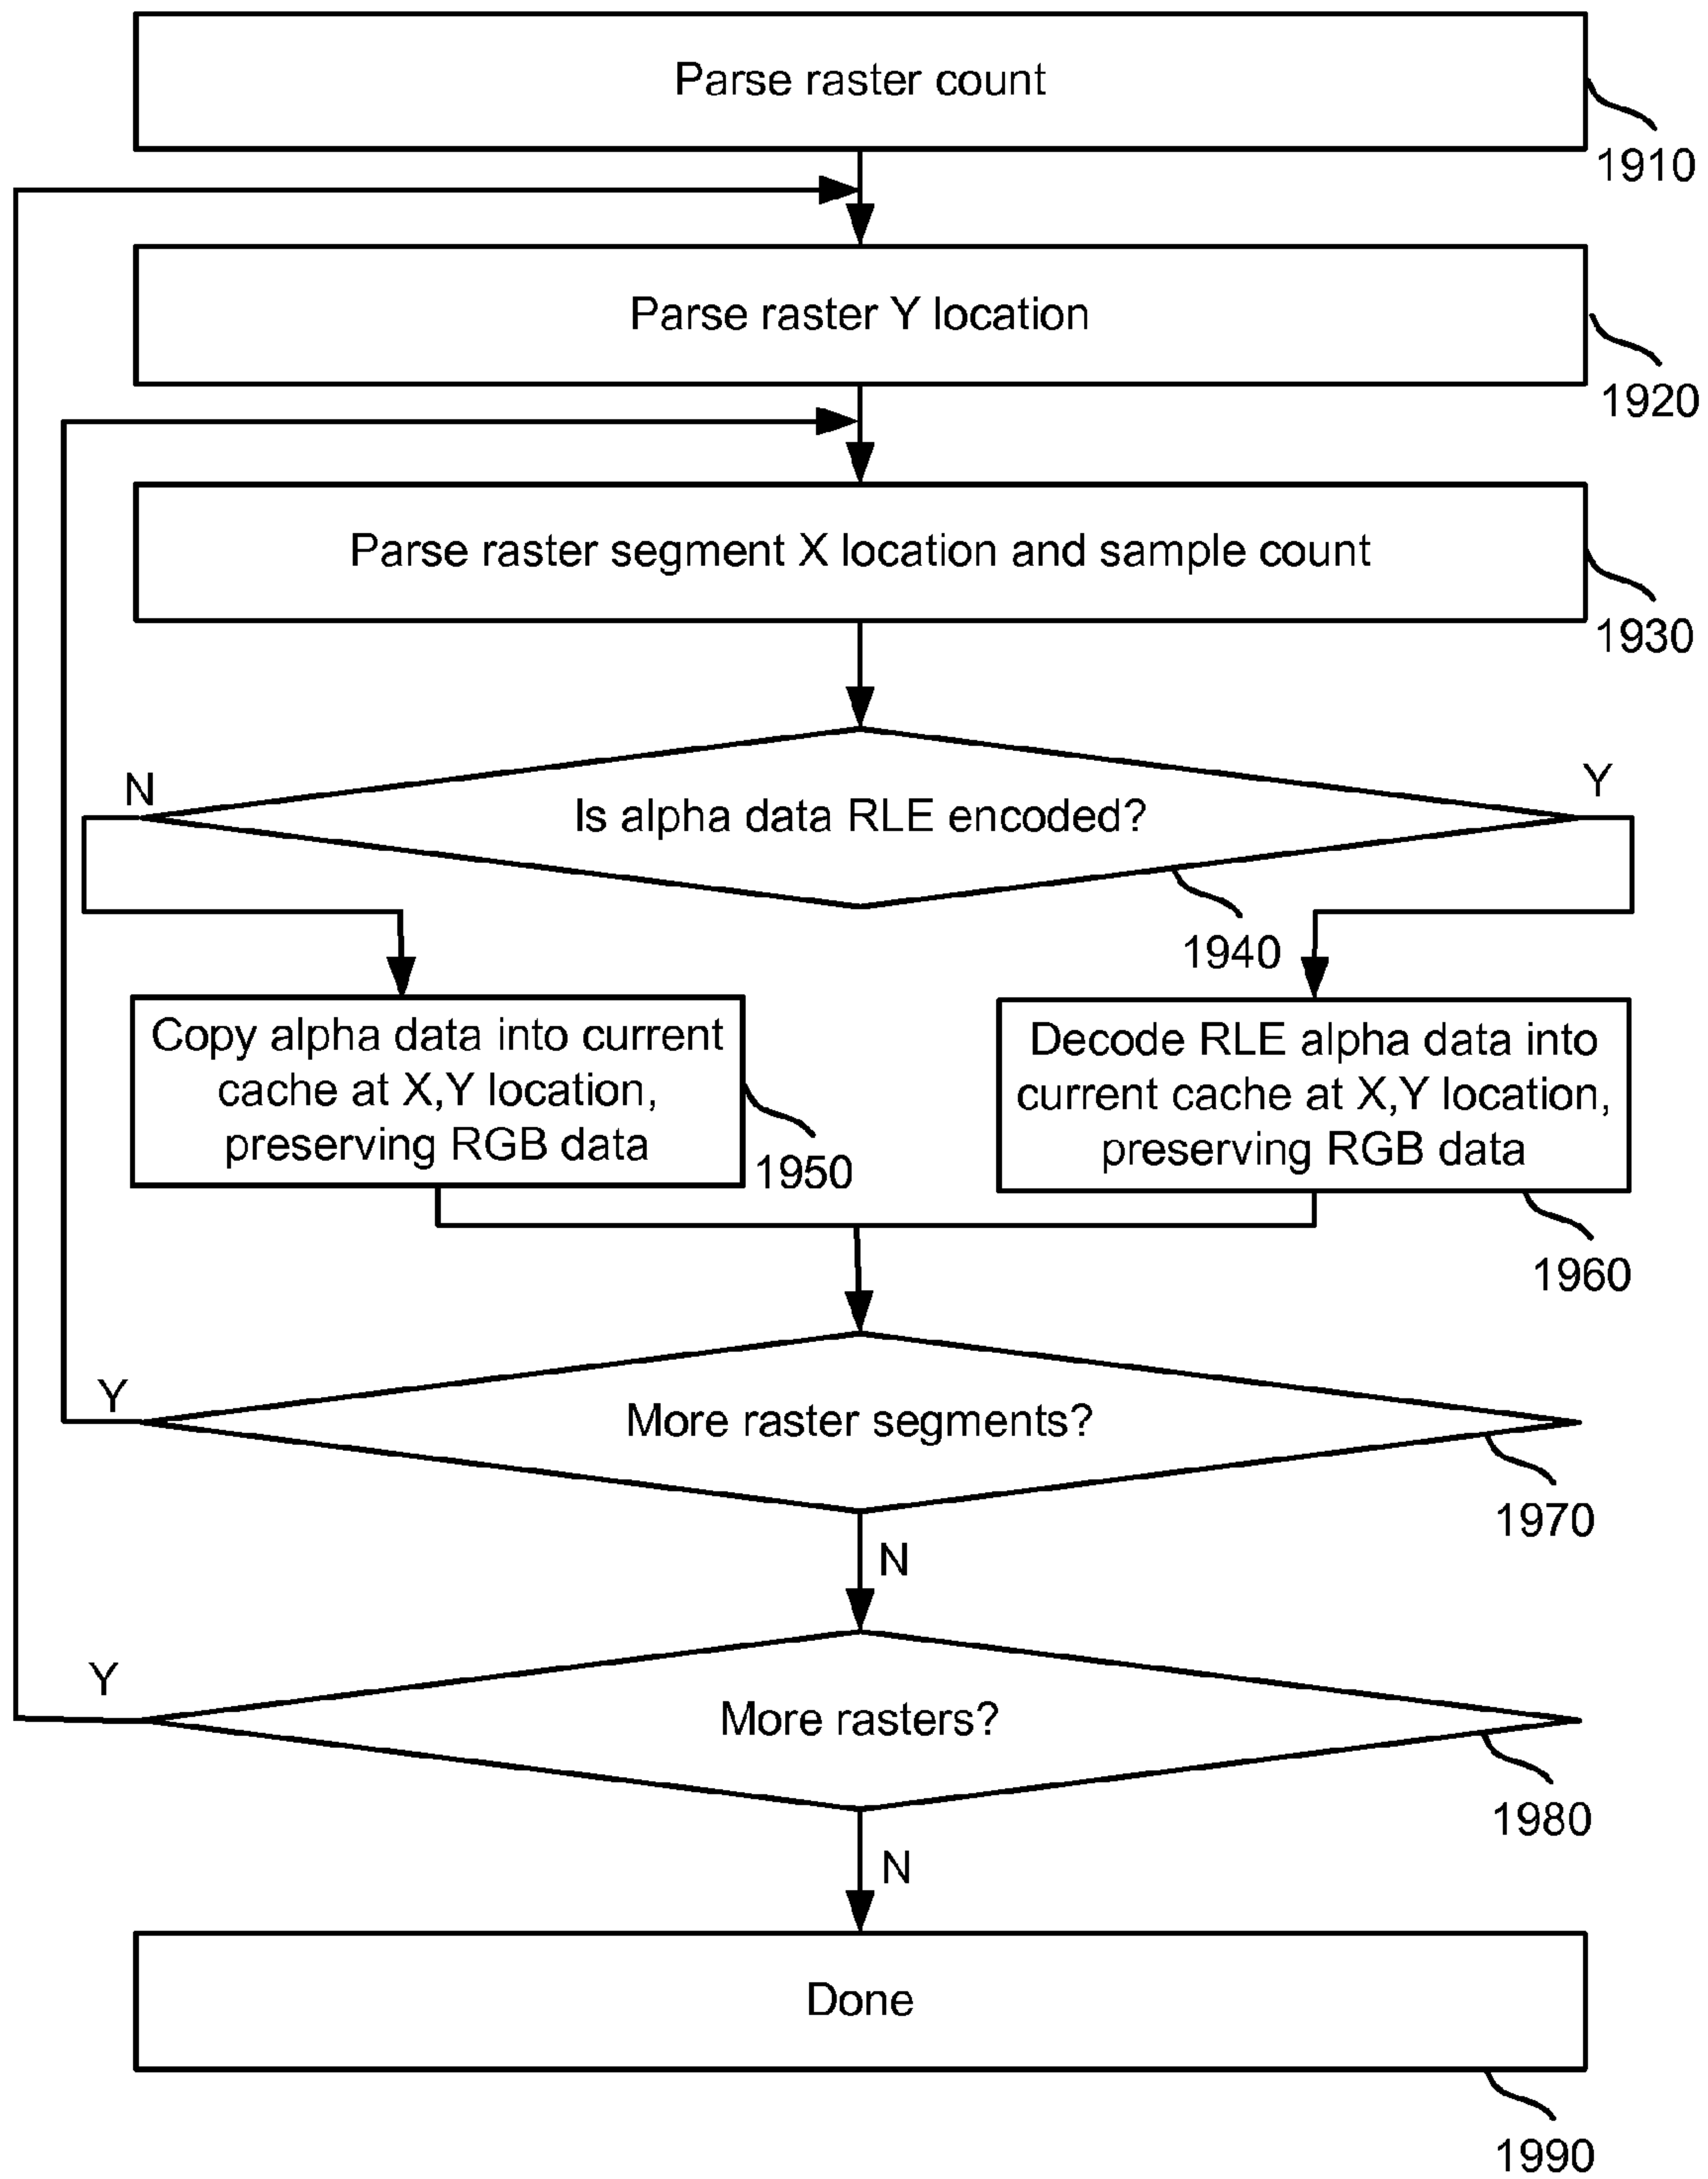 Parse raster count
1910
Parse raster Y location
1920
Parse raster segment X location and sample count
1930
N
Y
Is alpha data RLE encoded?
1940
Copy alpha data into current
cache at X,Y location,
preserving RGB data
1950
Decode RLE alpha data into
current cache at X,Y location,
preserving RGB data
1960
Y
More raster segments?
1970
N
Y
More rasters?
1980
N
Done
1990